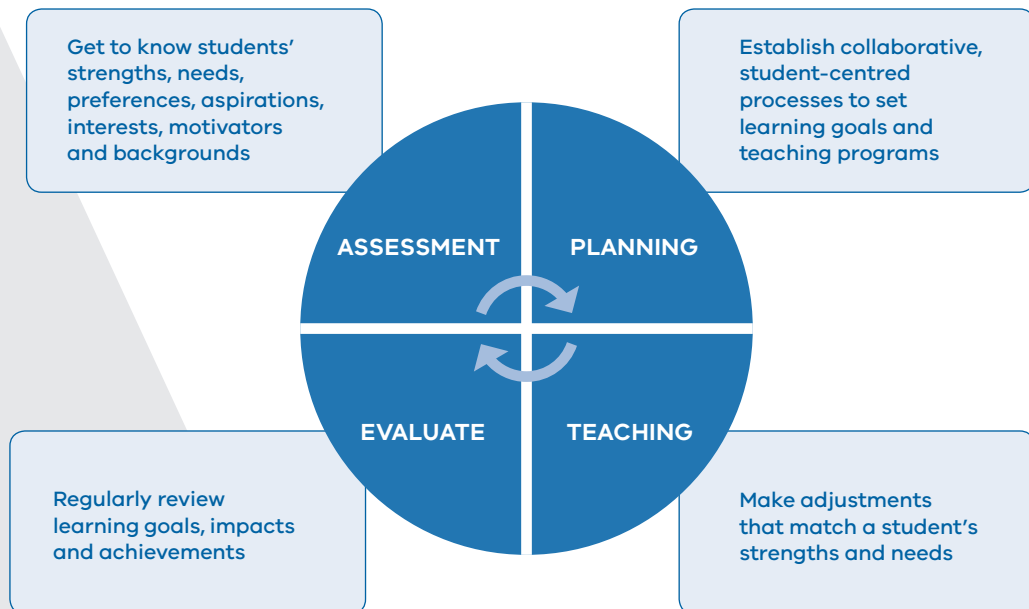 Get to know students’
strengths, needs,
preferences, aspirations,
interests, motivators
and backgrounds
Establish collaborative,
student-centred
processes to set
learning goals and
teaching programs
ASSESSMENT
PLANNING
EVALUATE
TEACHING
Regularly review
learning goals, impacts
and achievements
Make adjustments
that match a student’s
strengths and needs